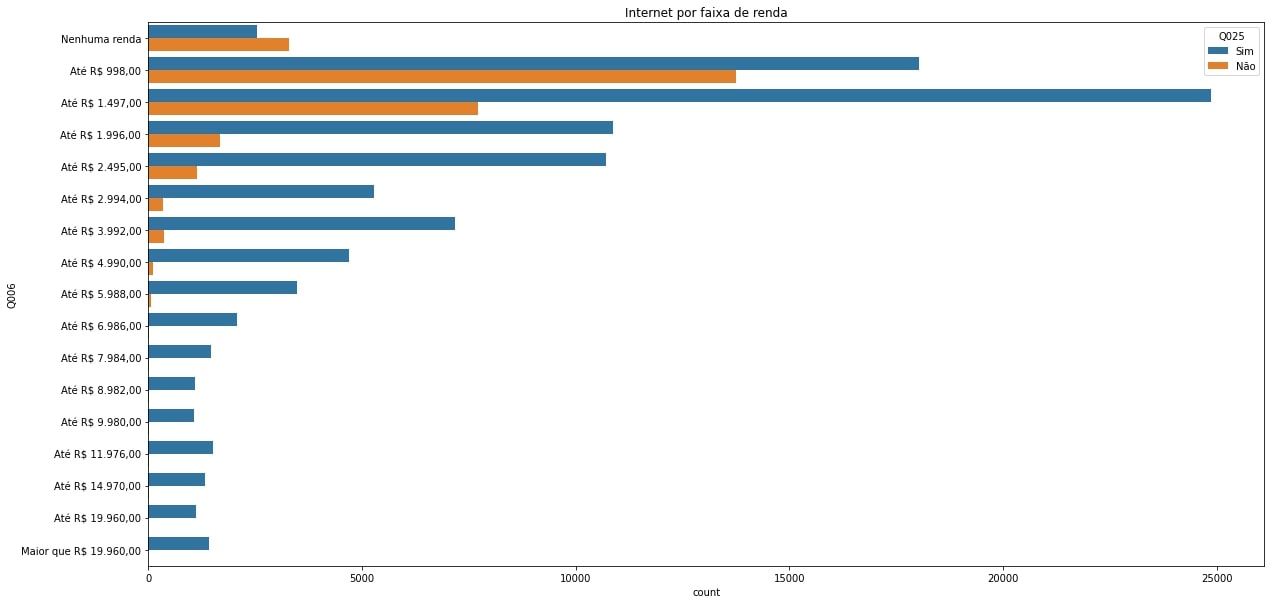 Internet por faixa de renda
Q025
Sim
Não
Nenhuma renda
Até R$ 998,00
Até R$ 1.497,00
Até R$ 1.996,00
Até R$ 2.495,00
Até R$ 2.994,00
Até R$ 3.992,00
Até R$ 4.990,00
Até R$ 5.988,00
Até R$ 6.986,00
Até R$ 7.984,00
Até R$ 8.982,00
Até R$ 9.980,00
Até R$ 11.976,00
Até R$ 14.970,00
Até R$ 19.960,00
Maior que R$ 19.960,00
Q006
0
5000
10000
15000
20000
25000
count